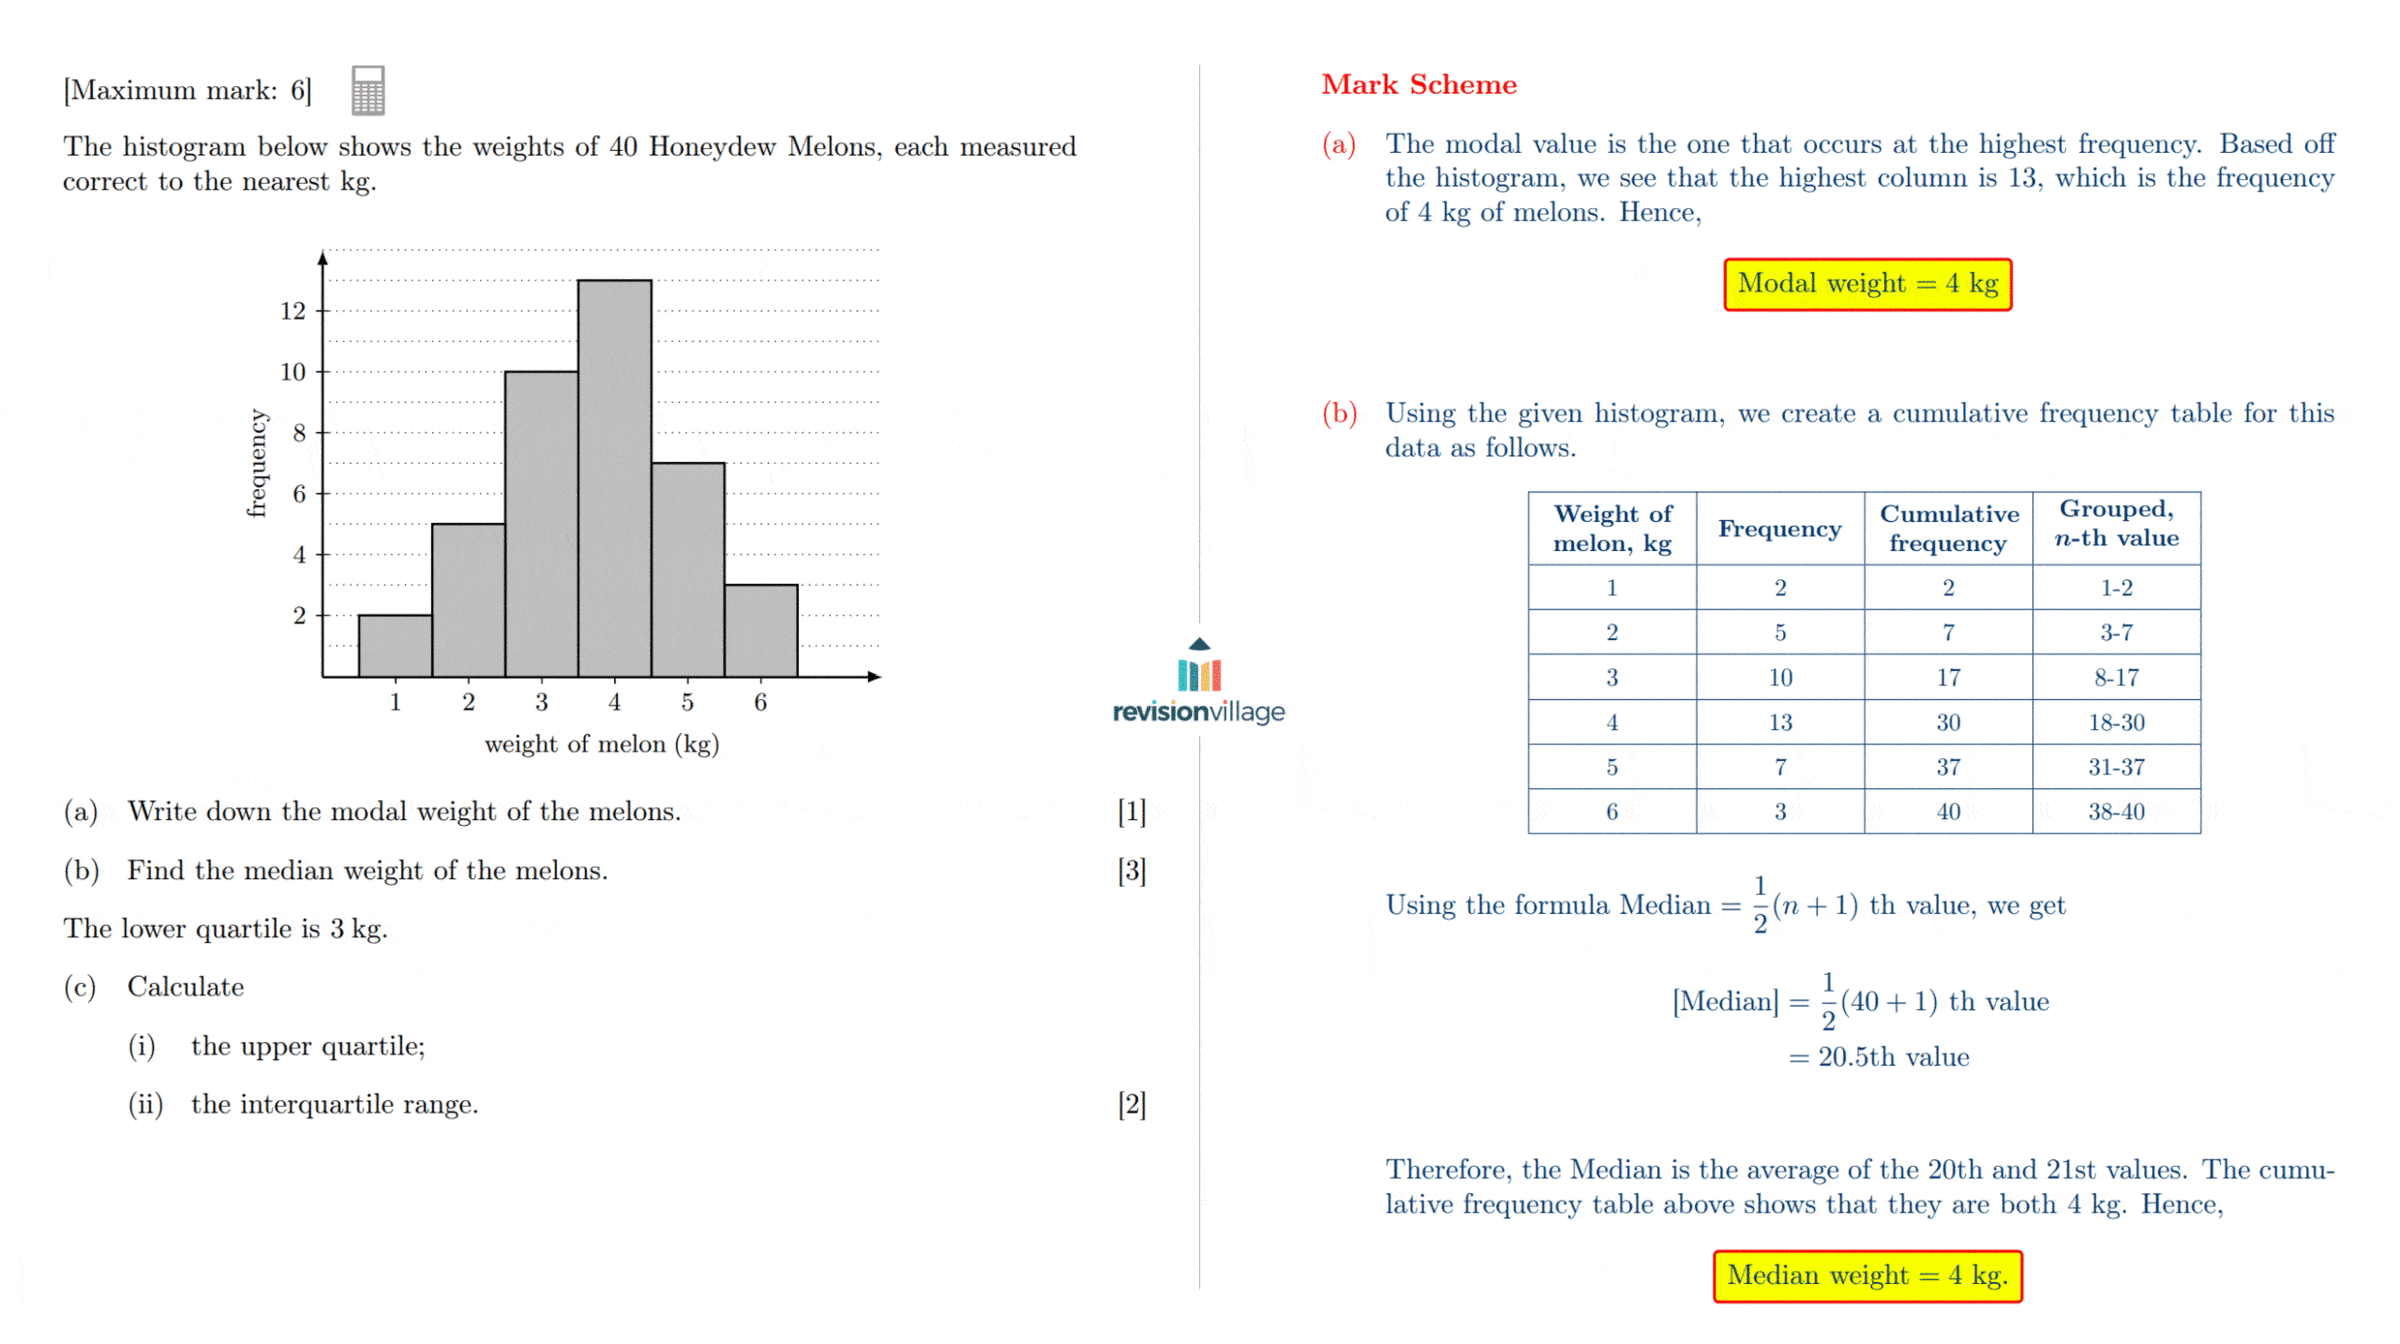 [Maximum mark: 6]
The histogram below shows the weights of 40 Honeydew Melons, each measured
correct to the nearest kg.
12
10
8
6
4
2
frequency
1 2 3 4 5 6
weight of melon (kg)
(a) Write down the modal weight of the melons. [1]
(b) Find the median weight of the melons. [3]
The lower quartile is 3 kg.
(c) Calculate
(i) the upper quartile;
(ii) the interquartile range. [2]
revisionvillage
Mark Scheme
(a) The modal value is the one that occurs at the highest frequency. Based off
the histogram, we see that the highest column is 13, which is the frequency
of 4 kg of melons. Hence,
Modal weight = 4 kg
(b) Using the given histogram, we create a cumulative frequency table for this
data as follows.
Weight of melon, kg | Frequency | Cumulative frequency | Grouped, n-th value
1 2 2 1-2
2 5 7 3-7
3 10 17 8-17
4 13 30 18-30
5 7 37 31-37
6 3 40 38-40
Using the formula Median = 1/2(n + 1) th value, we get
[Median] = 1/2(40 + 1) th value
= 20.5th value
Therefore, the Median is the average of the 20th and 21st values. The cumu-
lative frequency table above shows that they are both 4 kg. Hence,
Median weight = 4 kg.